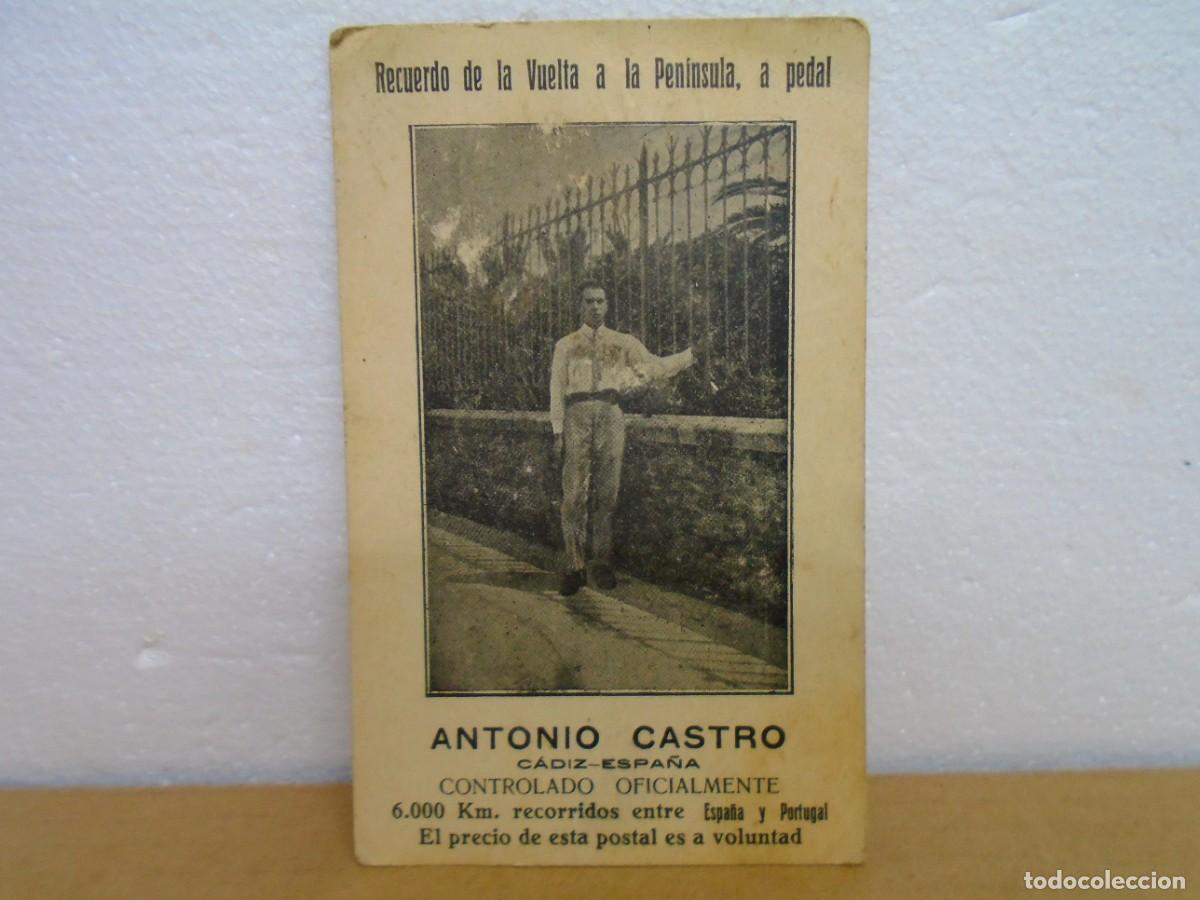 Recuerdo de la Vuelta a la Península, a pedal
ANTONIO CASTRO
CÁDIZ-ESPAÑA
CONTROLADO OFICIALMENTE
6.000 Km. recorridos entre España y Portugal
El precio de esta postal es a voluntad
todocoleccion